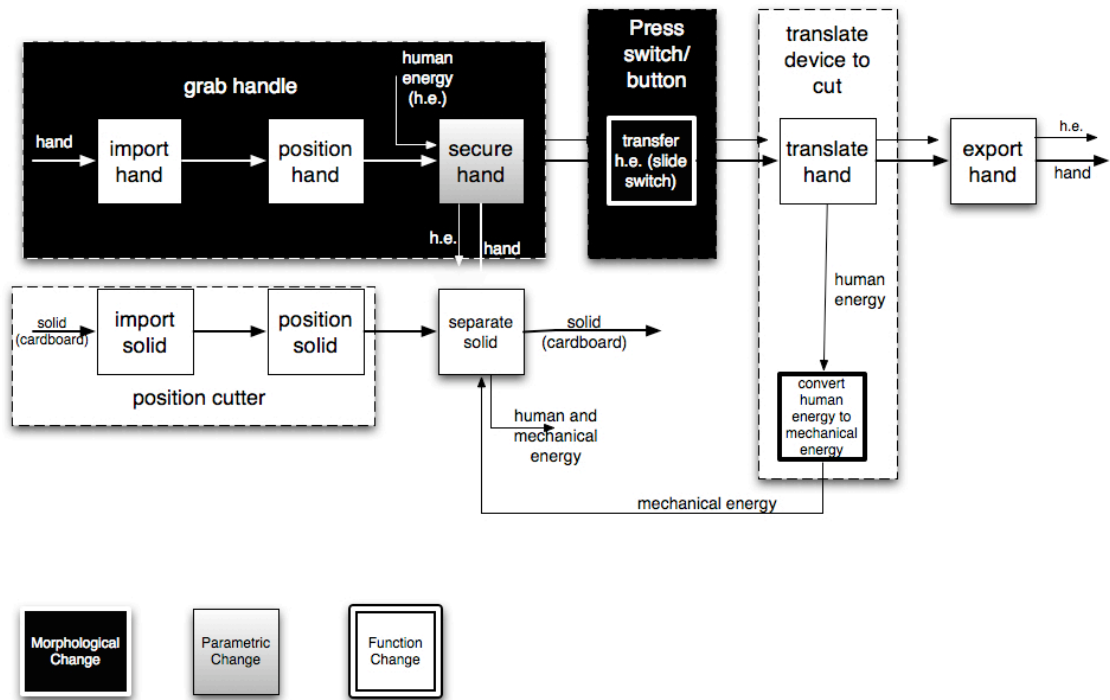 Press
switch/
button
translate
device to
cut
grab handle
human
energy
(h.e.)
hand
import
hand
position
hand
secure
hand
transfer
h.e. (slide
switch)
translate
hand
export
hand
h.e.
hand
h.e.
hand
human
energy
solid
(cardboard)
import
solid
position
solid
separate
solid
solid
(cardboard)
position cutter
human and
mechanical
energy
convert
human
energy to
mechanical
energy
mechanical energy
Morphological
Change
Parametric
Change
Function
Change